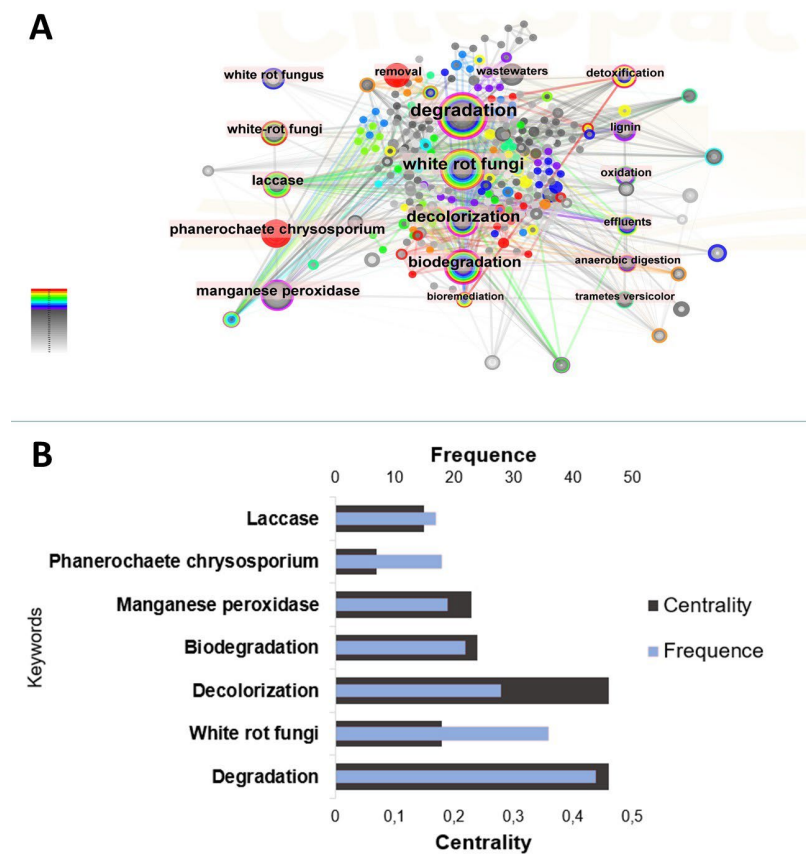 A
white rot fungus
removal
wastewaters
detoxification
degradation
white-rot fungi
lignin
white rot fungi
laccase
oxidation
decolorization
effluents
phanerochaete chrysosporium
biodegradation
anaerobic digestion
manganese peroxidase
bioremediation
trametes versicolor
B
Frequence
0 10 20 30 40 50
Laccase
Phanerochaete chrysosporium
Manganese peroxidase
Biodegradation
Decolorization
White rot fungi
Degradation
Keywords
Centrality
Frequence
0 0,1 0,2 0,3 0,4 0,5
Centrality